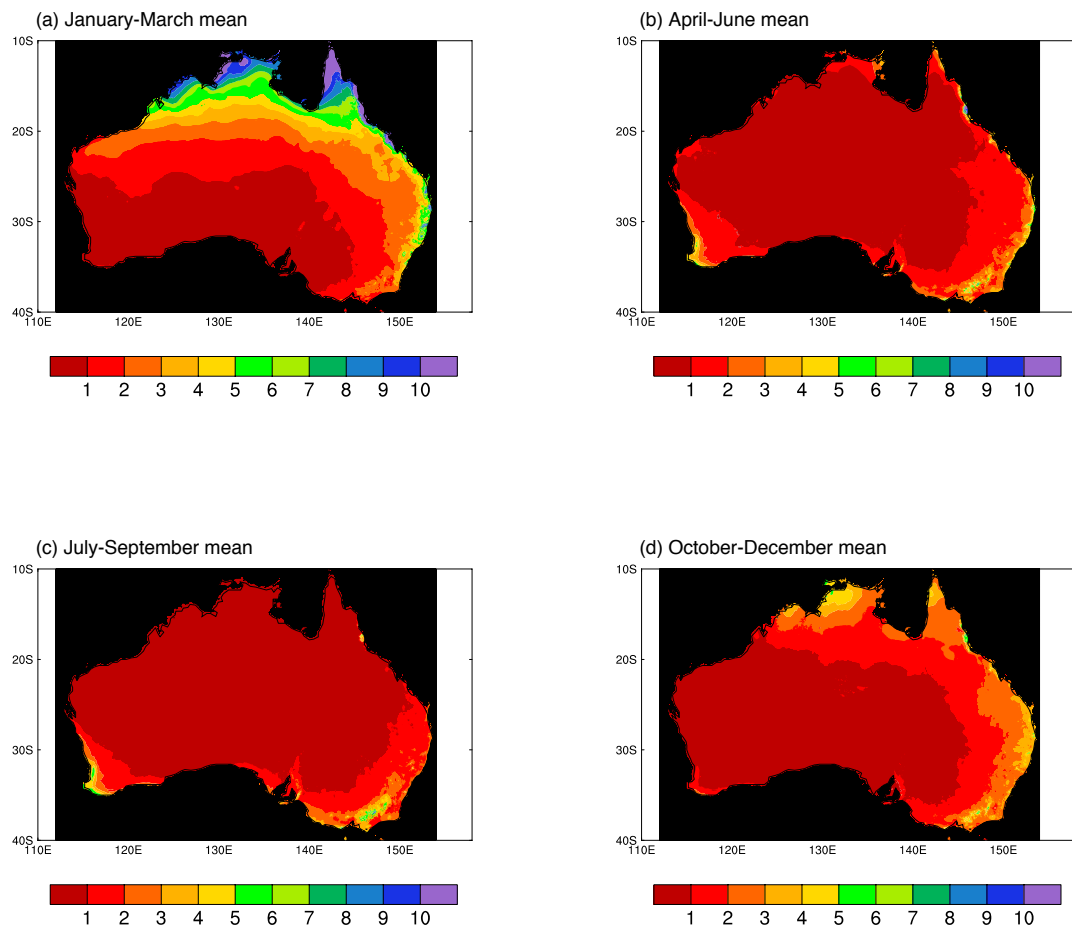 (a) January-March mean
10S
20S
30S
40S
110E 120E 130E 140E 150E
1 2 3 4 5 6 7 8 9 10
(b) April-June mean
10S
20S
30S
40S
110E 120E 130E 140E 150E
1 2 3 4 5 6 7 8 9 10
(c) July-September mean
10S
20S
30S
40S
110E 120E 130E 140E 150E
1 2 3 4 5 6 7 8 9 10
(d) October-December mean
10S
20S
30S
40S
110E 120E 130E 140E 150E
1 2 3 4 5 6 7 8 9 10